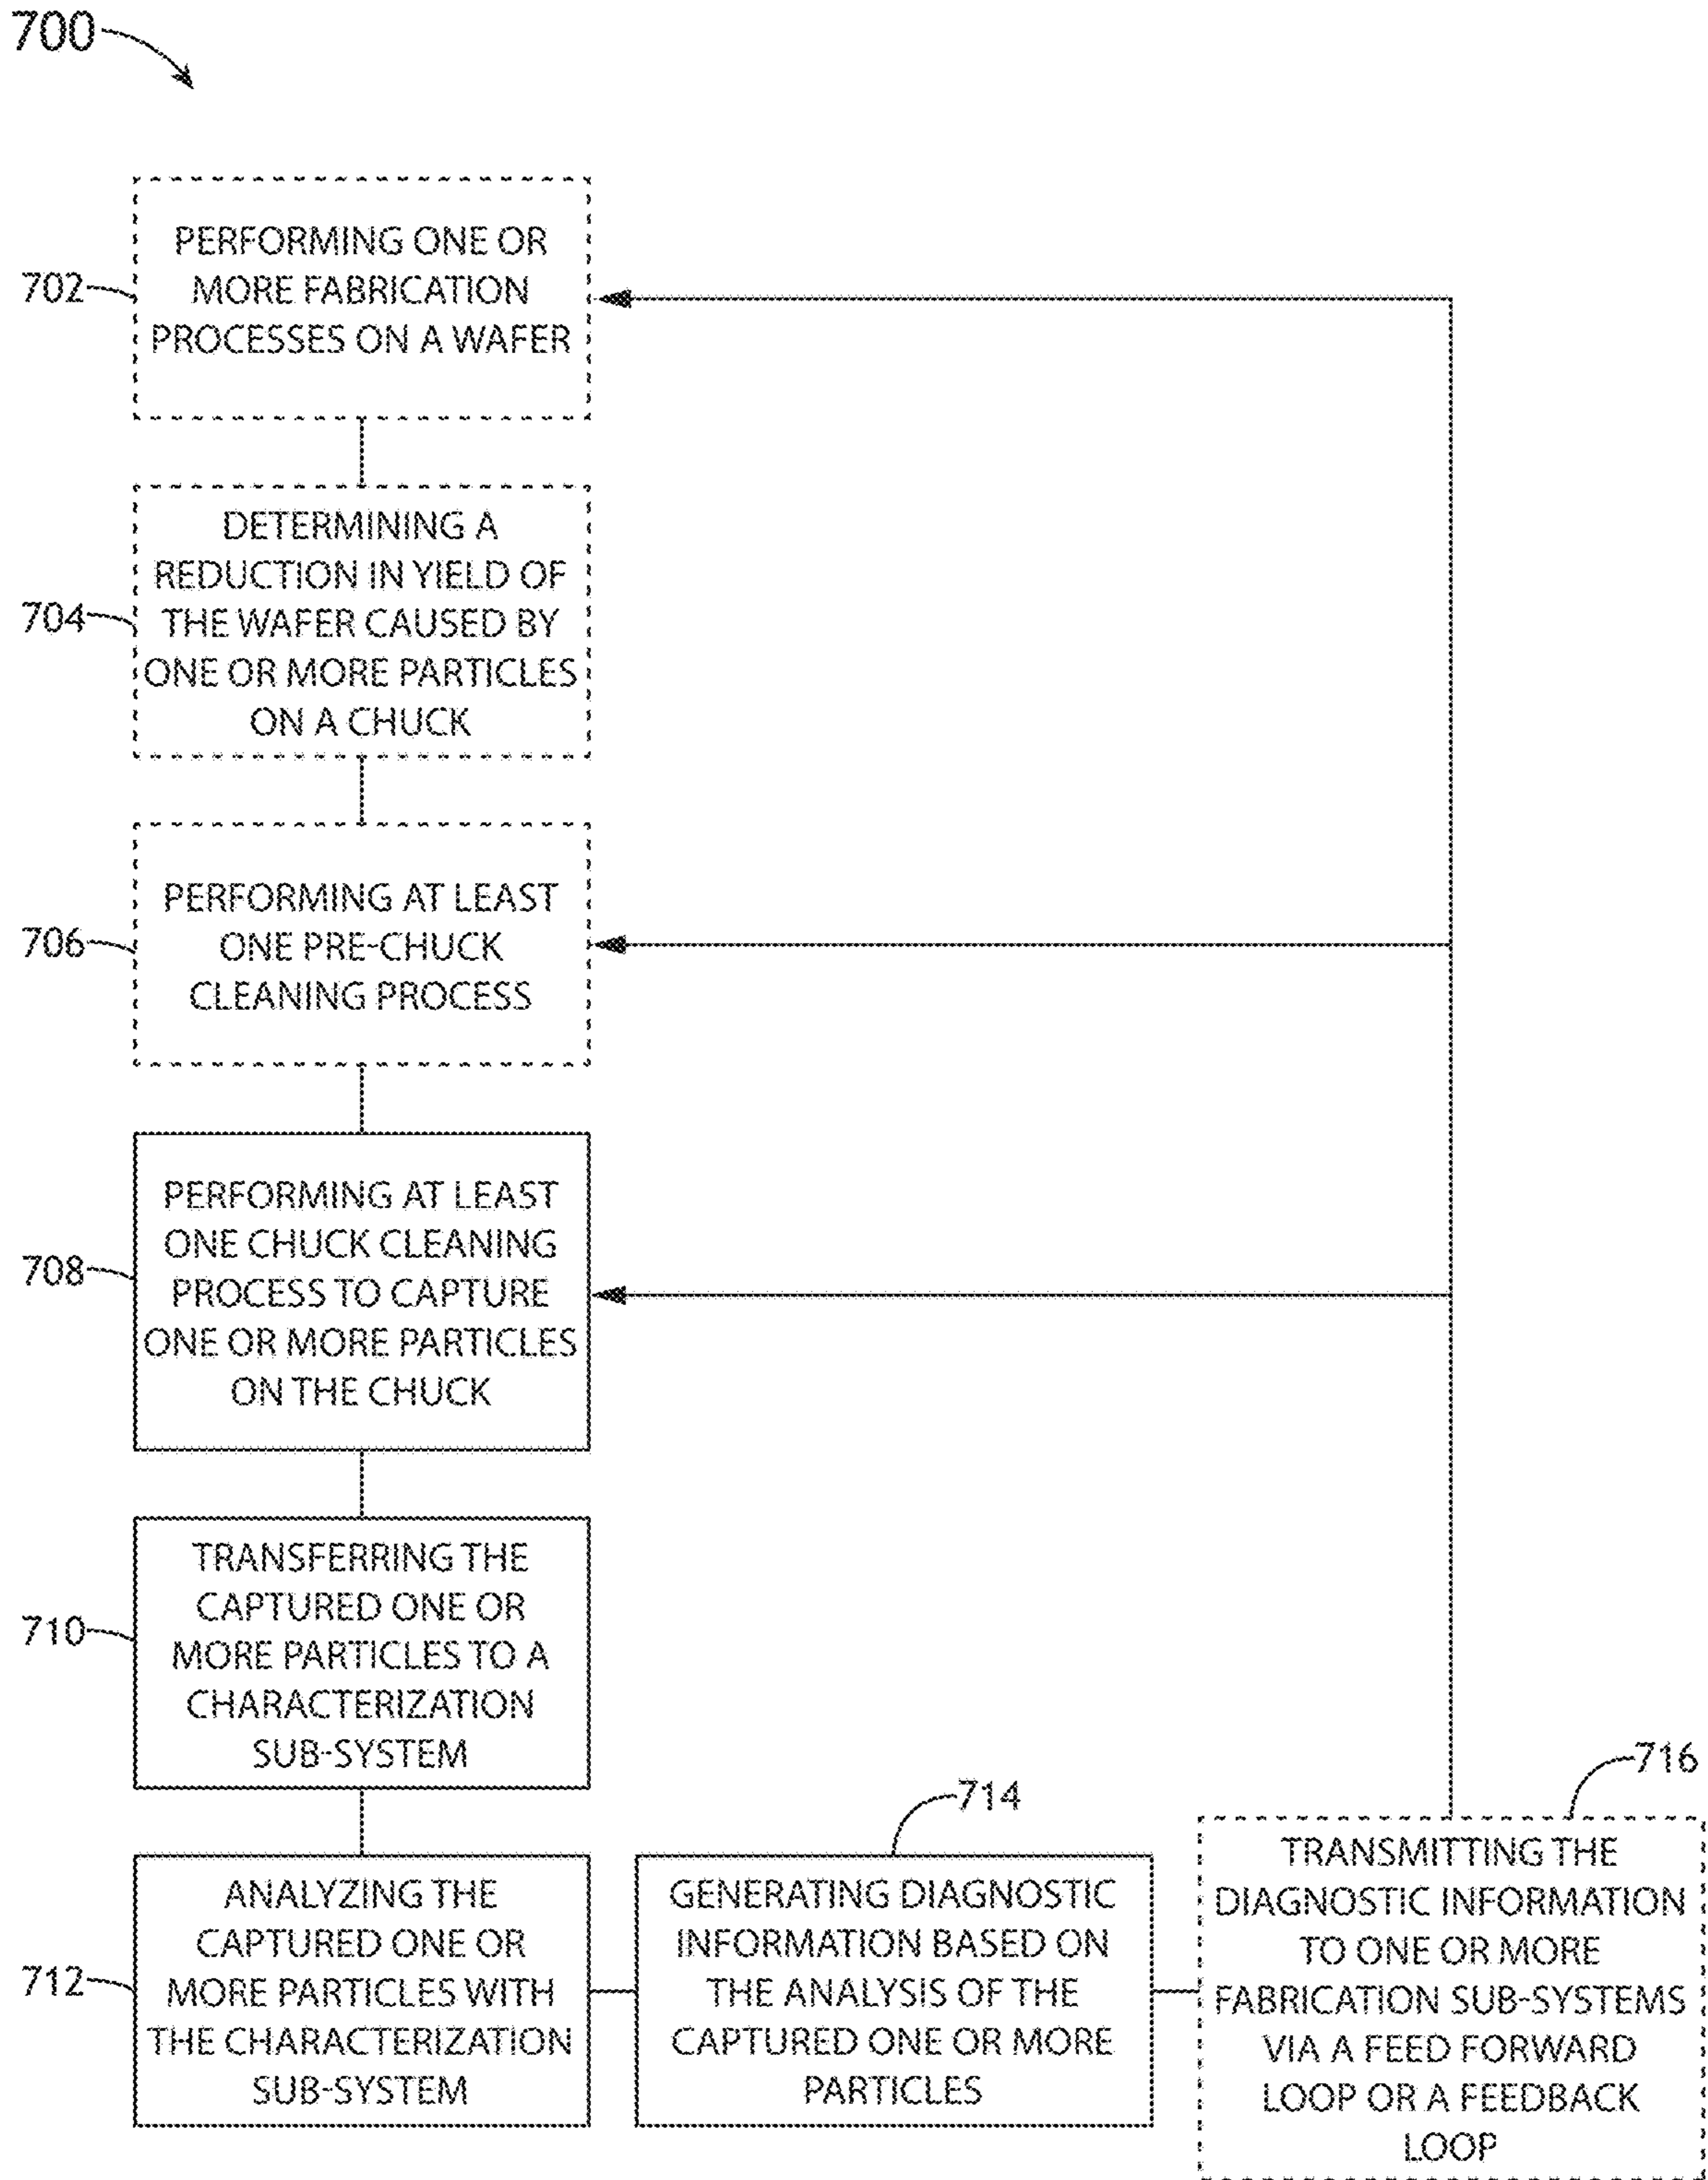 700
702
PERFORMING ONE OR
MORE FABRICATION
PROCESSES ON A WAFER
704
DETERMINING A
REDUCTION IN YIELD OF
THE WAFER CAUSED BY
ONE OR MORE PARTICLES
ON A CHUCK
706
PERFORMING AT LEAST
ONE PRE-CHUCK
CLEANING PROCESS
708
PERFORMING AT LEAST
ONE CHUCK CLEANING
PROCESS TO CAPTURE
ONE OR MORE PARTICLES
ON THE CHUCK
710
TRANSFERRING THE
CAPTURED ONE OR
MORE PARTICLES TO A
CHARACTERIZATION
SUB-SYSTEM
712
ANALYZING THE
CAPTURED ONE OR
MORE PARTICLES WITH
THE CHARACTERIZATION
SUB-SYSTEM
714
GENERATING DIAGNOSTIC
INFORMATION BASED ON
THE ANALYSIS OF THE
CAPTURED ONE OR MORE
PARTICLES
716
TRANSMITTING THE
DIAGNOSTIC INFORMATION
TO ONE OR MORE
FABRICATION SUB-SYSTEMS
VIA A FEED FORWARD
LOOP OR A FEEDBACK
LOOP